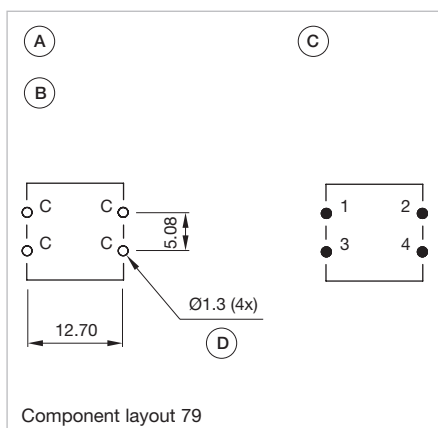 A
C
B
C C
C C
5.08
1 2
3 4
Ø1.3 (4x)
D
12.70
Component layout 79